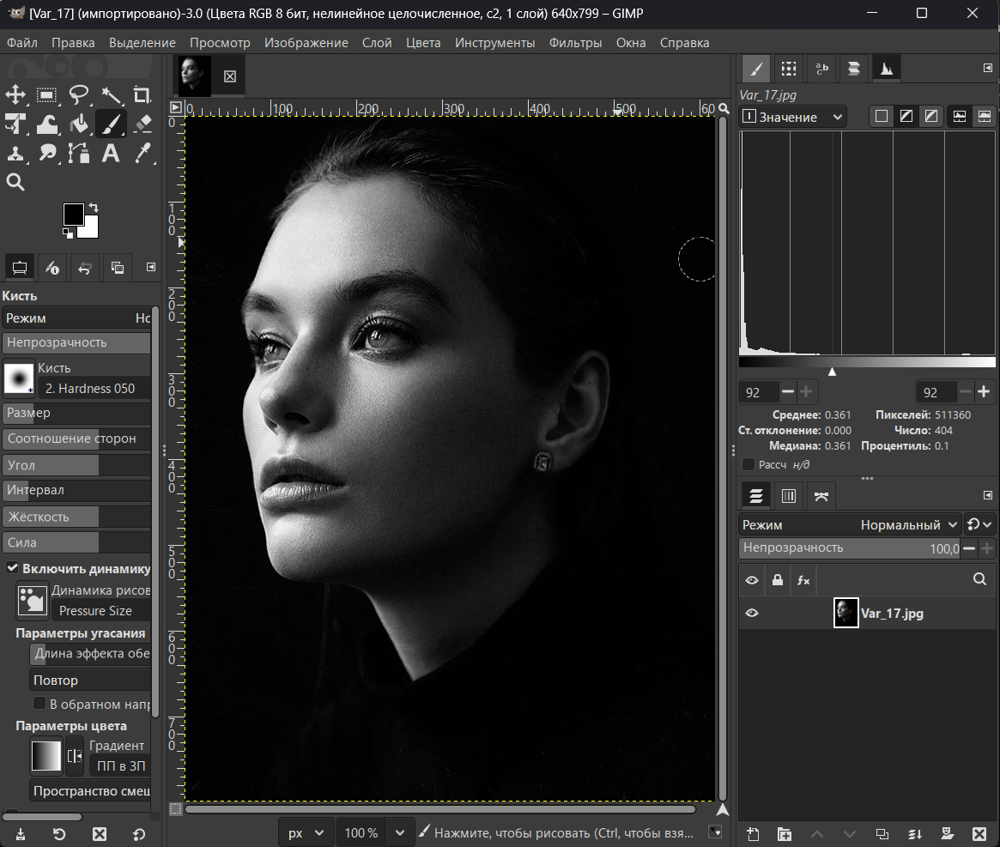 [Var_17] (импортировано)-3.0 (Цвета RGB 8 бит, нелинейное целочисленное, c2, 1 слой) 640x799 – GIMP
Файл Правка Выделение Просмотр Изображение Слой Цвета Инструменты Фильтры Окна Справка
Кисть
Режим Но
Непрозрачность
Кисть
2. Hardness 050
Размер
Соотношение сторон
Угол
Интервал
Жёсткость
Сила
Включить динамику
Динамика рисов
Pressure Size
Параметры угасания
Длина эффекта обе
Повтор
В обратном напр
Параметры цвета
Градиент
ПП в ЗП
Пространство смеш
0 100 200 300 400 500 60
0
100
200
300
400
500
600
700
px 100 % Нажмите, чтобы рисовать (Ctrl, чтобы взя...
Var_17.jpg
Значение
92 92
Среднее: 0.361 Пикселей: 511360
Ст. отклонение: 0.000 Число: 404
Медиана: 0.361 Процентиль: 0.1
Рассч н/д
Режим Нормальный
Непрозрачность 100,0
Var_17.jpg